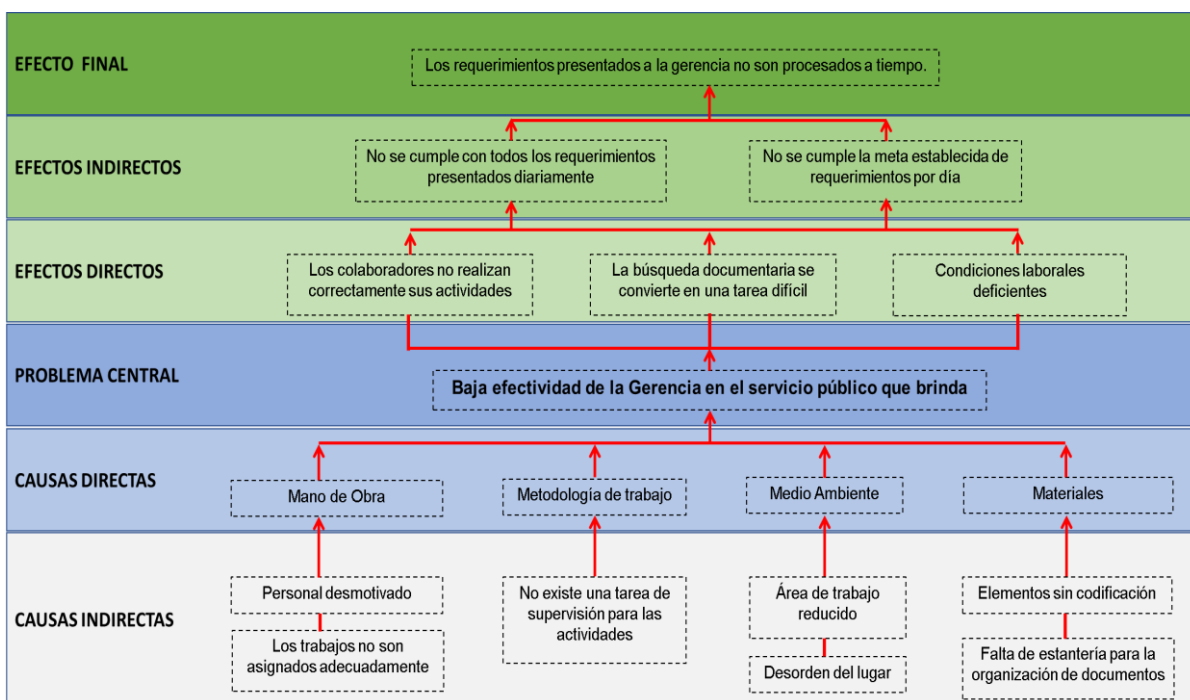 EFECTO FINAL
Los requerimientos presentados a la gerencia no son procesados a tiempo.
EFECTOS INDIRECTOS
No se cumple con todos los requerimientos
presentados diariamente
No se cumple la meta establecida de
requerimientos por día
EFECTOS DIRECTOS
Los colaboradores no realizan
correctamente sus actividades
La búsqueda documentaria se
convierte en una tarea difícil
Condiciones laborales
deficientes
PROBLEMA CENTRAL
Baja efectividad de la Gerencia en el servicio público que brinda
CAUSAS DIRECTAS
Mano de Obra
Metodología de trabajo
Medio Ambiente
Materiales
CAUSAS INDIRECTAS
Personal desmotivado
Los trabajos no son
asignados adecuadamente
No existe una tarea de
supervisión para las
actividades
Área de trabajo
reducido
Desorden del lugar
Elementos sin codificación
Falta de estantería para la
organización de documentos